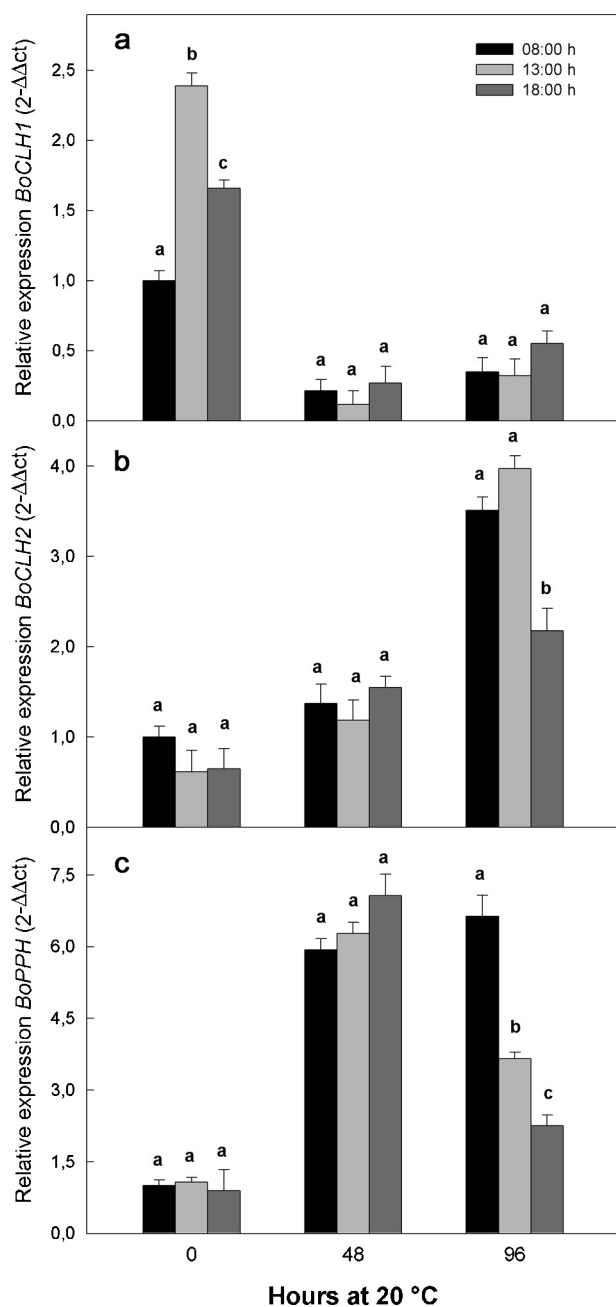 a
08:00 h
13:00 h
18:00 h
Relative expression BoCLH1 (2-ΔΔct)
2,5
2,0
1,5
1,0
0,5
0,0
a
b
c
a
a
a
a
a
a
b
Relative expression BoCLH2 (2-ΔΔct)
4,0
3,0
2,0
1,0
0,0
a
a
a
a
a
a
a
a
b
c
Relative expression BoPPH (2-ΔΔct)
7,5
6,0
4,5
3,0
1,5
0,0
a
a
a
a
a
a
a
b
c
0 48 96
Hours at 20 °C